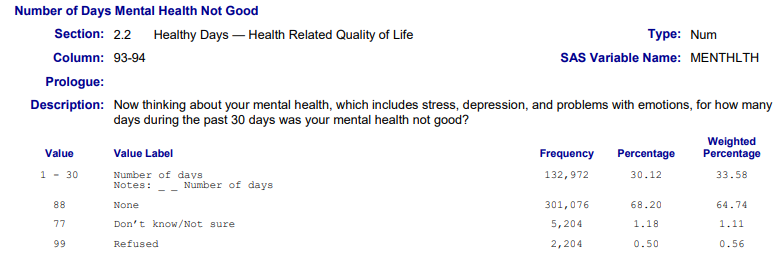 Number of Days Mental Health Not Good
Section: 2.2 Healthy Days — Health Related Quality of Life Type: Num
Column: 93-94 SAS Variable Name: MENTHLTH
Prologue:
Description: Now thinking about your mental health, which includes stress, depression, and problems with emotions, for how many
days during the past 30 days was your mental health not good?
Value Value Label Frequency Percentage Weighted Percentage
1 - 30 Number of days 132,972 30.12 33.58
Notes: _ _ Number of days
88 None 301,076 68.20 64.74
77 Don't know/Not sure 5,204 1.18 1.11
99 Refused 2,204 0.50 0.56